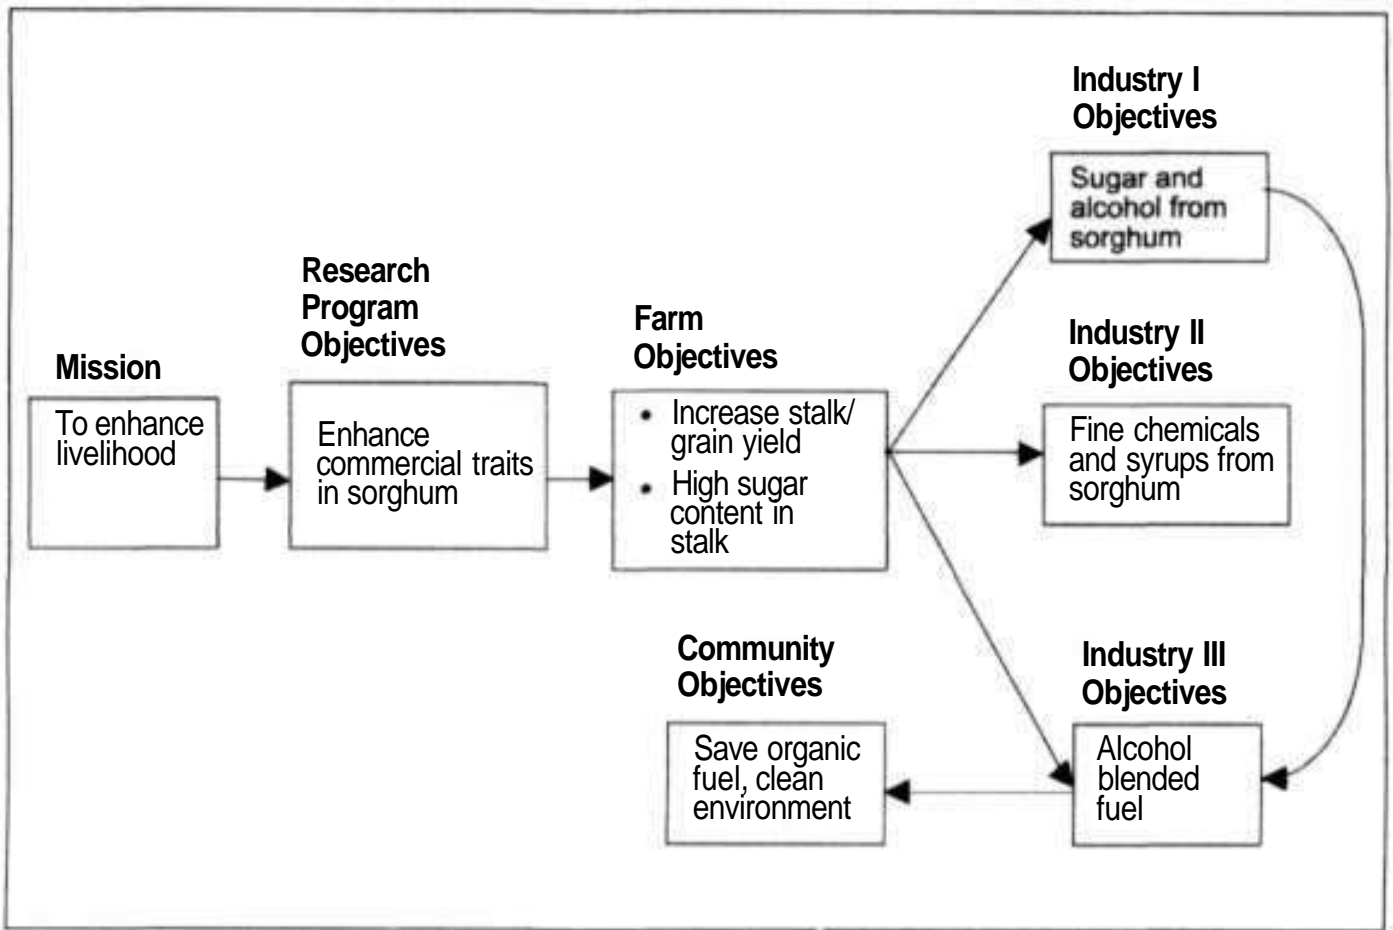 Mission
To enhance
livelihood
Research
Program
Objectives
Enhance
commercial traits
in sorghum
Farm
Objectives
• Increase stalk/
grain yield
• High sugar
content in
stalk
Industry I
Objectives
Sugar and
alcohol from
sorghum
Industry II
Objectives
Fine chemicals
and syrups from
sorghum
Industry III
Objectives
Alcohol
blended
fuel
Community
Objectives
Save organic
fuel, clean
environment